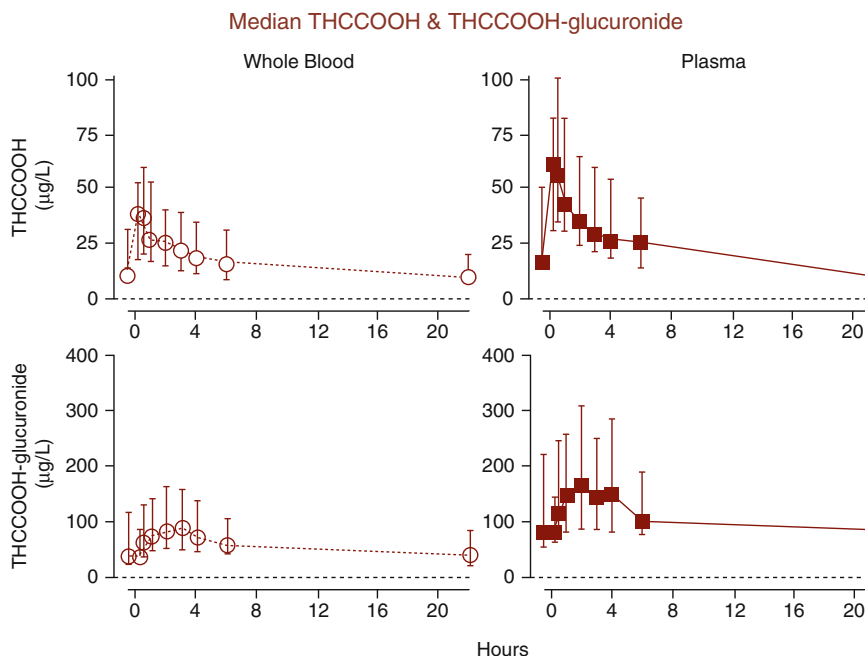 Median THCCOOH & THCCOOH-glucuronide
Whole Blood
Plasma
THCCOOH
(µg/L)
100
75
50
25
0
0 4 8 12 16 20
100
75
50
25
0
0 4 8 12 16 20
THCCOOH-glucuronide
(µg/L)
400
300
200
100
0
0 4 8 12 16 20
400
300
200
100
0
0 4 8 12 16 20
Hours